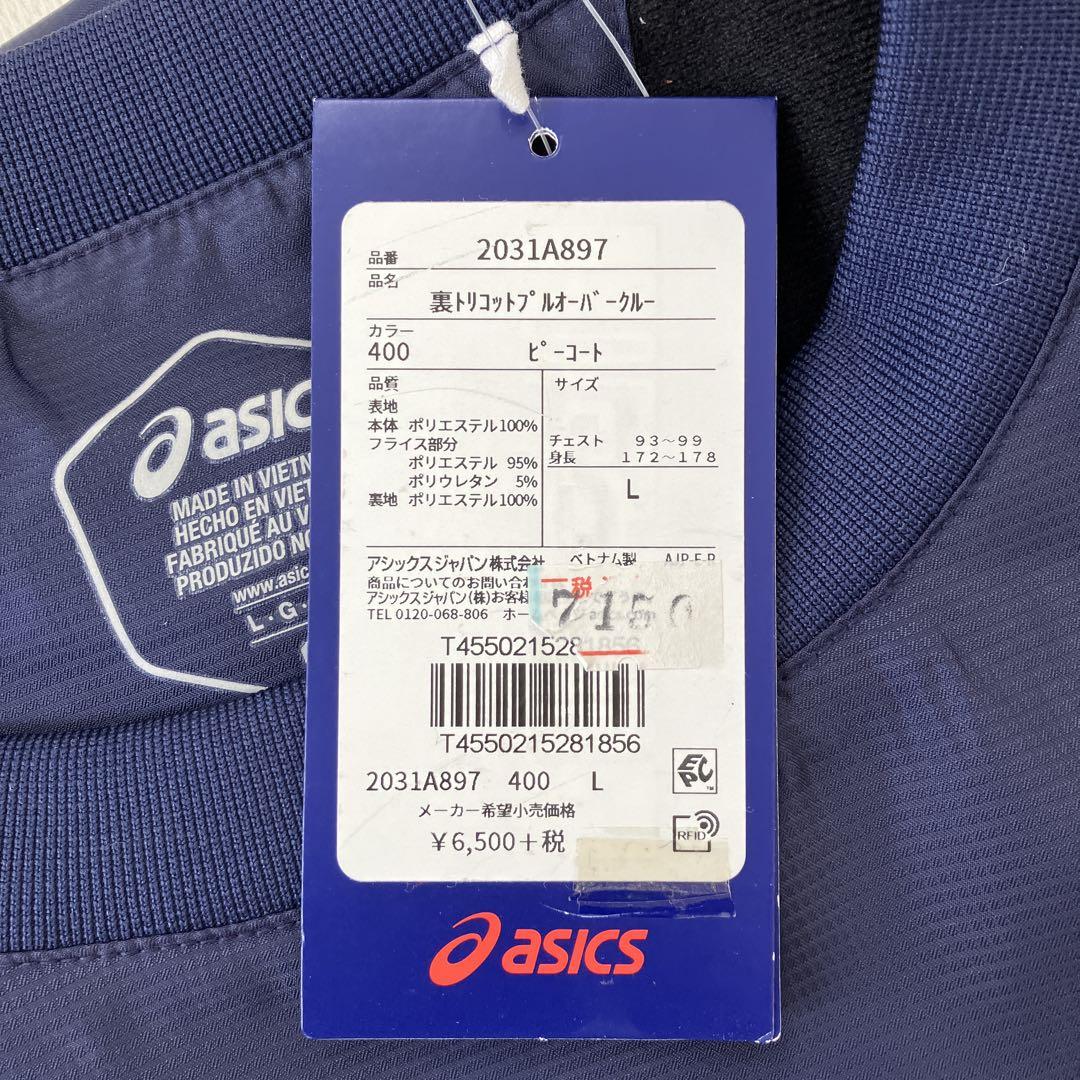 品番 2031A897
品名
裏ﾄﾘｺｯﾄﾌﾟﾙｵｰﾊﾞｰｸﾙｰ
カラー
400 ﾋﾟｰｺｰﾄ
品質
表地
本体 ポリエステル100%
フライス部分
ポリエステル 95%
ポリウレタン 5%
裏地 ポリエステル100%
サイズ
チェスト 93～99
身長 172～178
L
アシックスジャパン株式会社 ベトナム製 AJP-F-P
商品についてのお問い合わ
アシックスジャパン(株)お客様
TEL 0120-068-806 ホー
税
7150
T4550215281856
T4550215281856
2031A897 400 L
EPC
TM
メーカー希望小売価格
¥6,500＋税
RFID
asics
asic
MADE IN VIETN
HECHO EN VIE
FABRIQUÉ AU V
PRODUZIDO NO
www.asic
L・G・